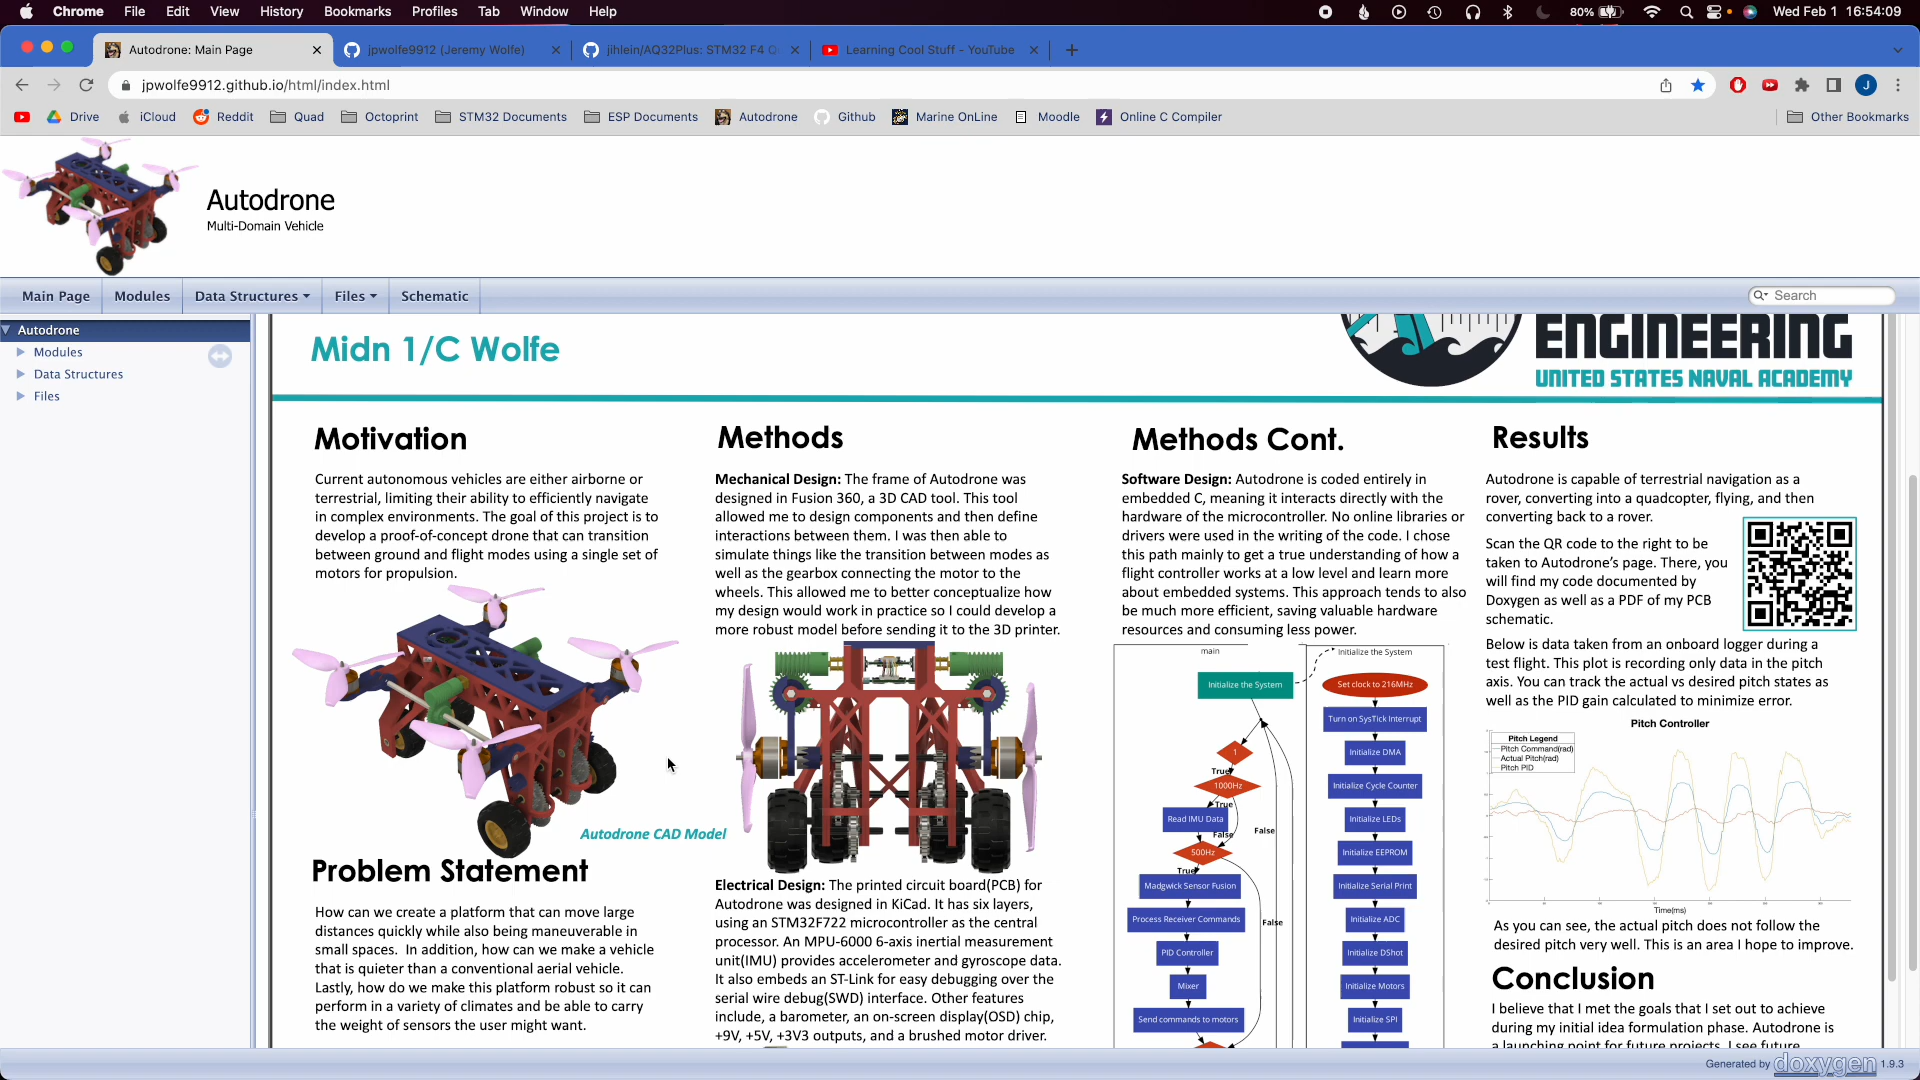 Chrome File Edit View History Bookmarks Profiles Tab Window Help 80% Wed Feb 1 16:54:09
Autodrone: Main Page jpwolfe9912 (Jeremy Wolfe) jihlein/AQ32Plus: STM32 F4 Learning Cool Stuff - YouTube
jpwolfe9912.github.io/html/index.html J
Drive iCloud Reddit Quad Octoprint STM32 Documents ESP Documents Autodrone Github Marine OnLine Moodle Online C Compiler Other Bookmarks
Autodrone
Multi-Domain Vehicle
Main Page Modules Data Structures Files Schematic Search
Autodrone
Modules
Data Structures
Files
Midn 1/C Wolfe
ENGINEERING
UNITED STATES NAVAL ACADEMY
Motivation
Current autonomous vehicles are either airborne or
terrestrial, limiting their ability to efficiently navigate
in complex environments. The goal of this project is to
develop a proof-of-concept drone that can transition
between ground and flight modes using a single set of
motors for propulsion.
Autodrone CAD Model
Problem Statement
How can we create a platform that can move large
distances quickly while also being maneuverable in
small spaces. In addition, how can we make a vehicle
that is quieter than a conventional aerial vehicle.
Lastly, how do we make this platform robust so it can
perform in a variety of climates and be able to carry
the weight of sensors the user might want.
Methods
Mechanical Design: The frame of Autodrone was
designed in Fusion 360, a 3D CAD tool. This tool
allowed me to design components and then define
interactions between them. I was then able to
simulate things like the transition between modes as
well as the gearbox connecting the motor to the
wheels. This allowed me to better conceptualize how
my design would work in practice so I could develop a
more robust model before sending it to the 3D printer.
Electrical Design: The printed circuit board(PCB) for
Autodrone was designed in KiCad. It has six layers,
using an STM32F722 microcontroller as the central
processor. An MPU-6000 6-axis inertial measurement
unit(IMU) provides accelerometer and gyroscope data.
It also embeds an ST-Link for easy debugging over the
serial wire debug(SWD) interface. Other features
include, a barometer, an on-screen display(OSD) chip,
+9V, +5V, +3V3 outputs, and a brushed motor driver.
Methods Cont.
Software Design: Autodrone is coded entirely in
embedded C, meaning it interacts directly with the
hardware of the microcontroller. No online libraries or
drivers were used in the writing of the code. I chose
this path mainly to get a true understanding of how a
flight controller works at a low level and learn more
about embedded systems. This approach tends to also
be much more efficient, saving valuable hardware
resources and consuming less power.
main
Initialize the System
1
True
1000Hz
True
Read IMU Data
False
False
500Hz
True
Madgwick Sensor Fusion
Process Receiver Commands
False
PID Controller
Mixer
Send commands to motors
Initialize the System
Set clock to 216MHz
Turn on SysTick Interrupt
Initialize DMA
Initialize Cycle Counter
Initialize LEDs
Initialize EEPROM
Initialize Serial Print
Initialize ADC
Initialize DShot
Initialize Motors
Initialize SPI
Results
Autodrone is capable of terrestrial navigation as a
rover, converting into a quadcopter, flying, and then
converting back to a rover.
Scan the QR code to the right to be
taken to Autodrone's page. There, you
will find my code documented by
Doxygen as well as a PDF of my PCB
schematic.
Below is data taken from an onboard logger during a
test flight. This plot is recording only data in the pitch
axis. You can track the actual vs desired pitch states as
well as the PID gain calculated to minimize error.
Pitch Controller
Pitch Legend
Pitch Command(rad)
Actual Pitch(rad)
Pitch PID
Time(ms)
As you can see, the actual pitch does not follow the
desired pitch very well. This is an area I hope to improve.
Conclusion
I believe that I met the goals that I set out to achieve
during my initial idea formulation phase. Autodrone is
a launching point for future projects. I see future
Generated by doxygen 1.9.3